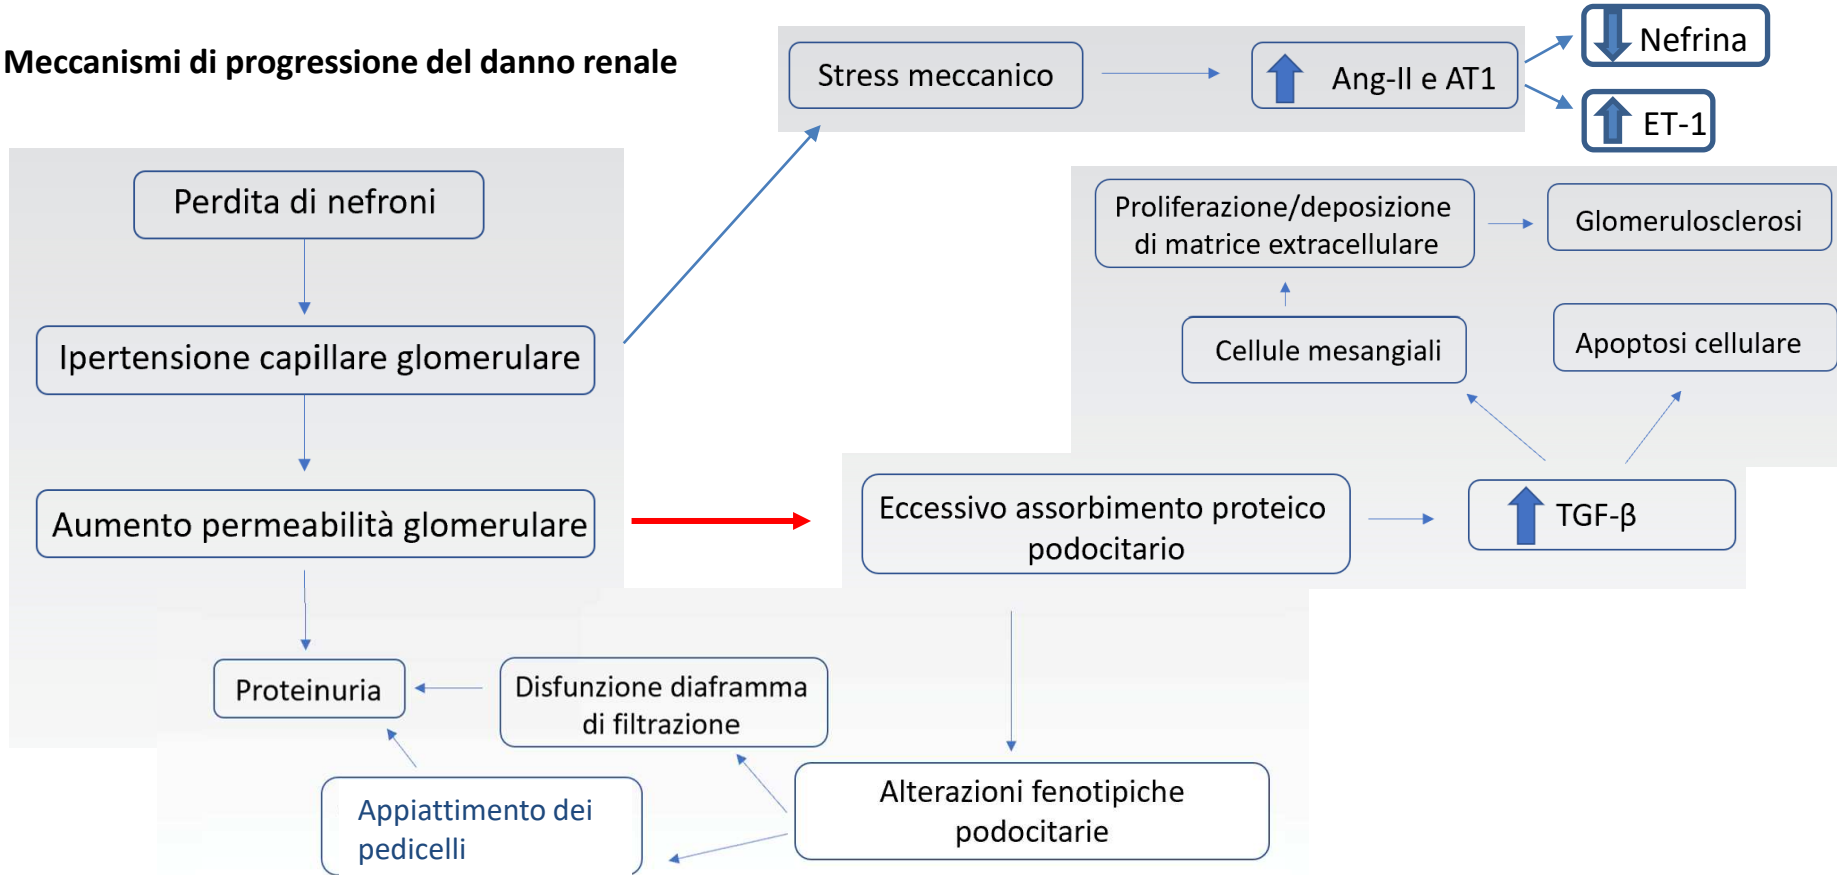 Meccanismi di progressione del danno renale
Stress meccanico
Ang-II e AT1
Nefrina
ET-1
Perdita di nefroni
Ipertensione capillare glomerulare
Aumento permeabilità glomerulare
Proliferazione/deposizione
di matrice extracellulare
Glomerulosclerosi
Cellule mesangiali
Apoptosi cellulare
Eccessivo assorbimento proteico
podocitario
TGF-β
Proteinuria
Disfunzione diaframma
di filtrazione
Appiattimento dei
pedicelli
Alterazioni fenotipiche
podocitarie